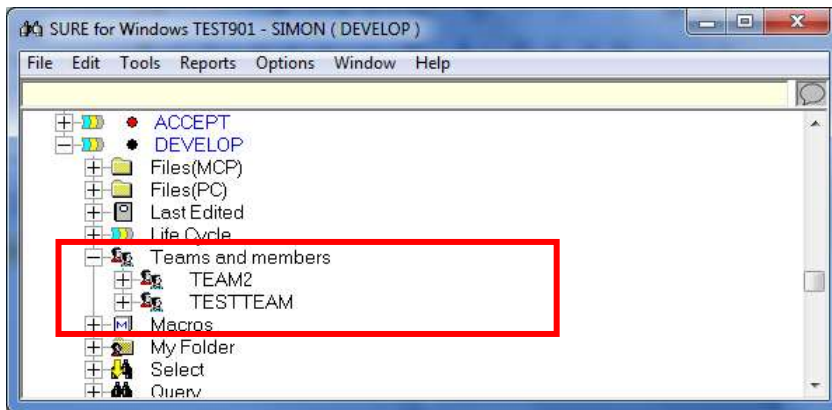 SURE for Windows TEST901 - SIMON ( DEVELOP )
File Edit Tools Reports Options Window Help
ACCEPT
DEVELOP
Files(MCP)
Files(PC)
Last Edited
Life Cycle
Teams and members
TEAM2
TESTTEAM
Macros
My Folder
Select
Query